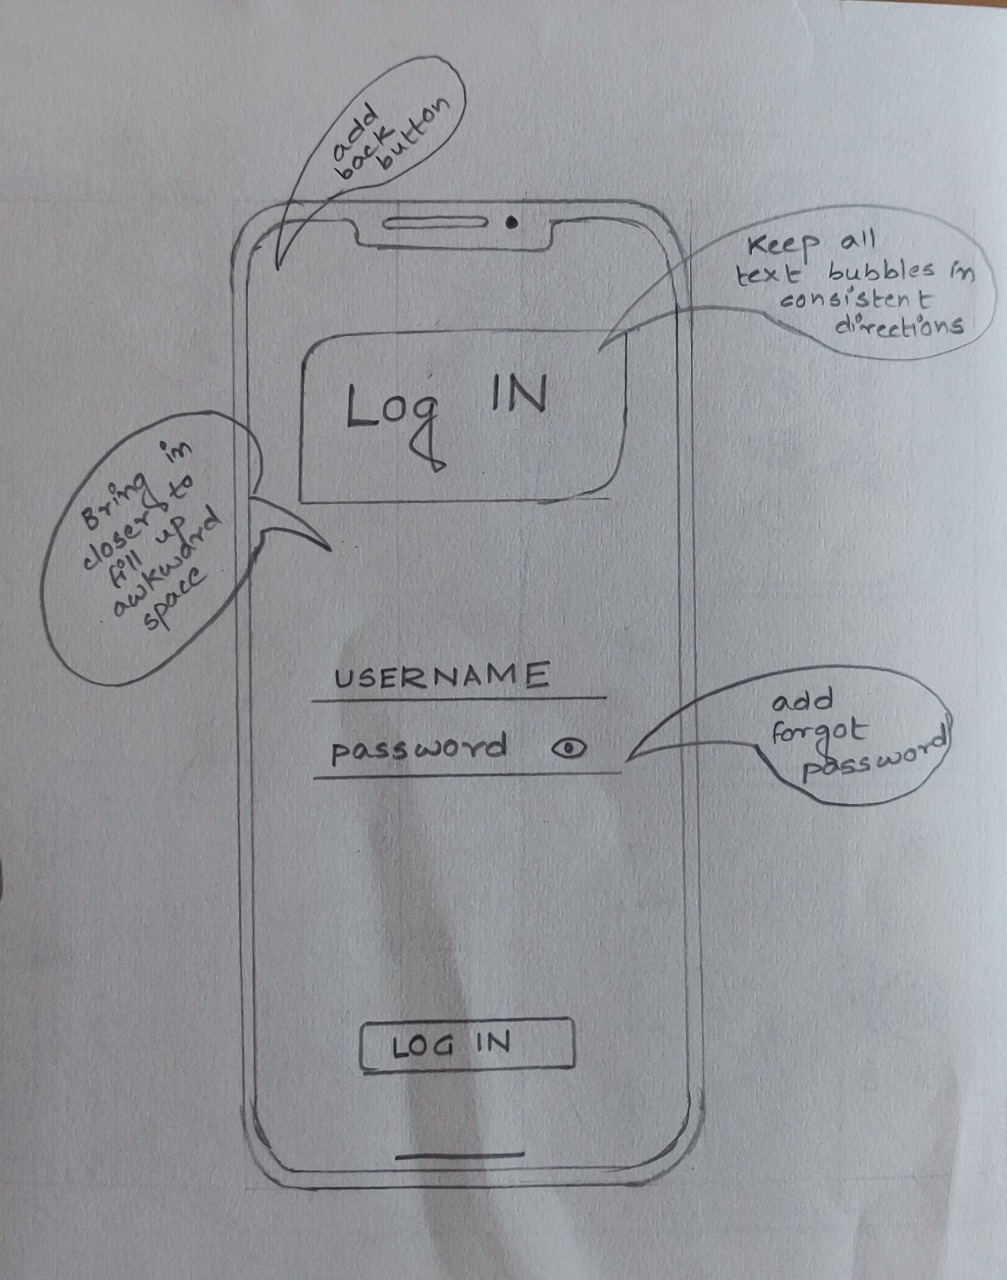 add
back
button
Keep all
text bubbles in
consistent
directions
Log IN
Bring in
closer to
fill up
awkward
space
USERNAME
password
add
forgot
password
LOG IN